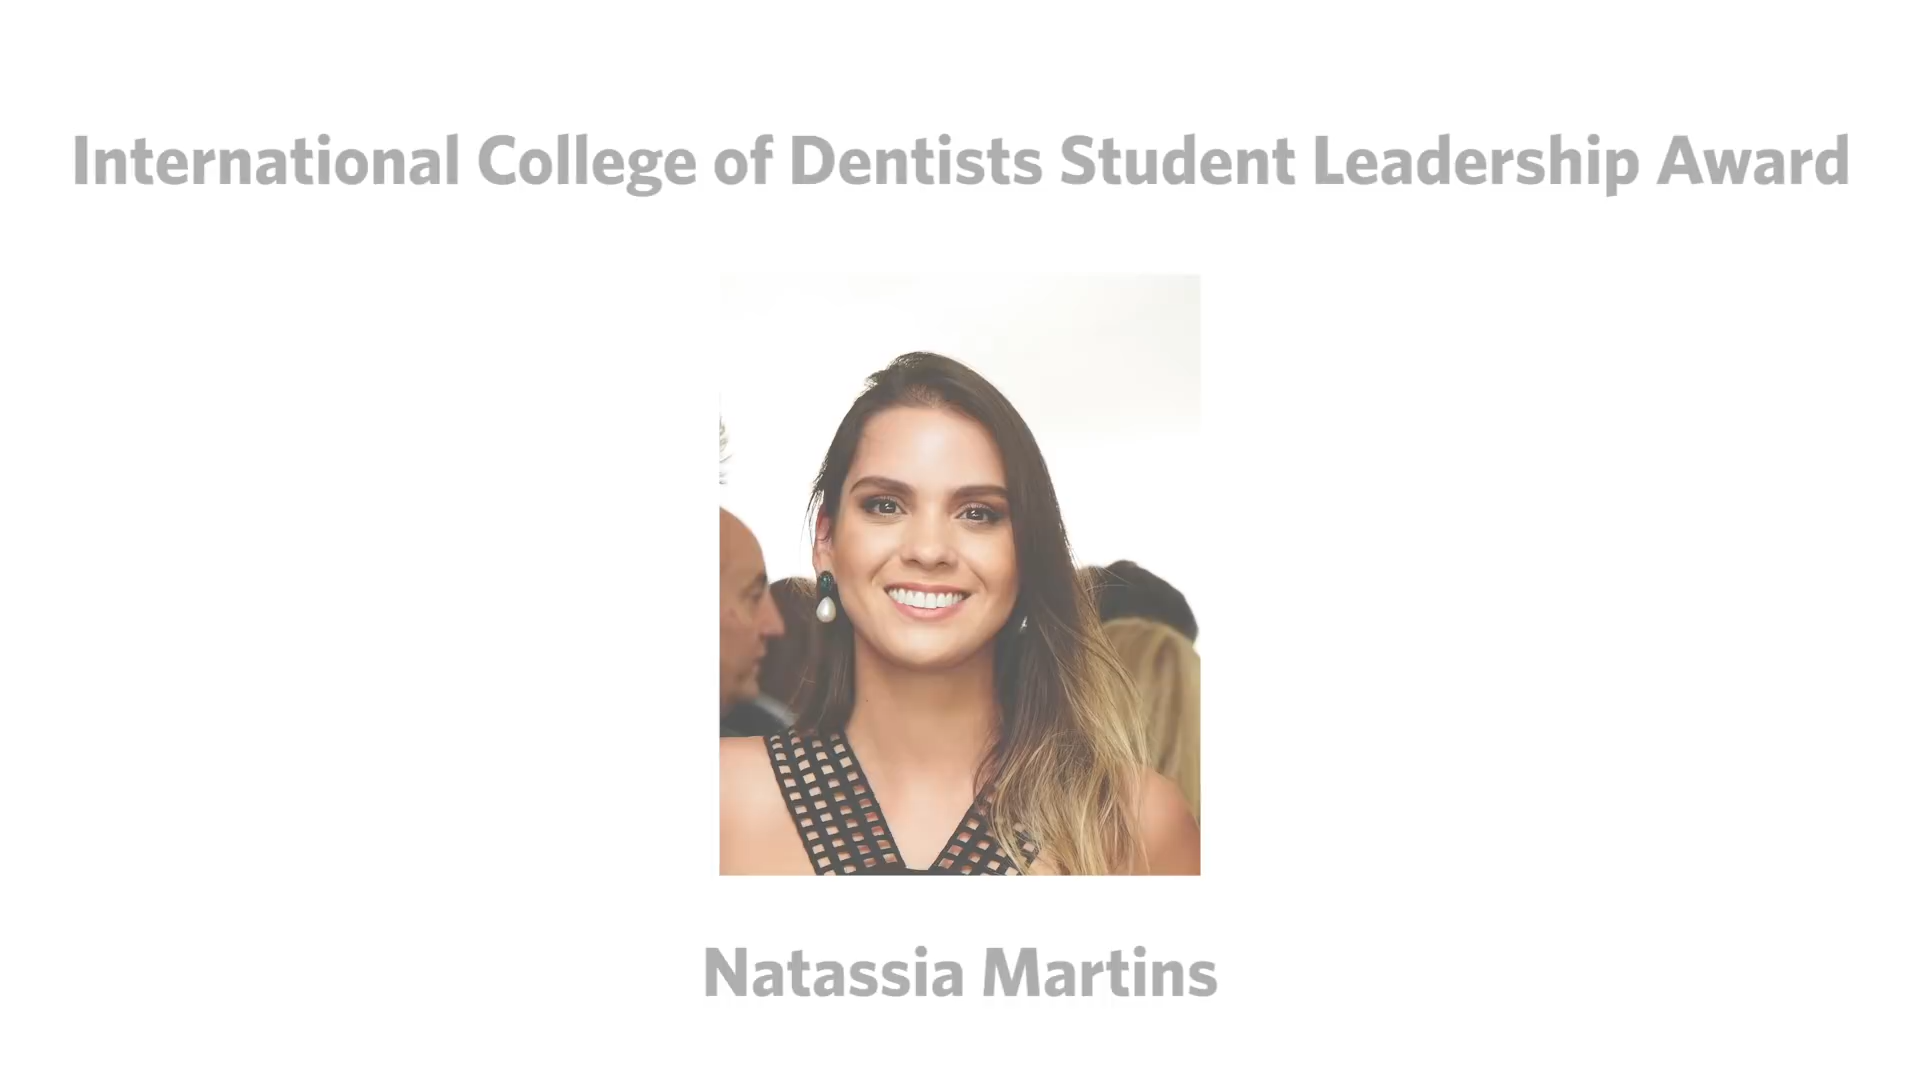 International College of Dentists Student Leadership Award
Natassia Martins